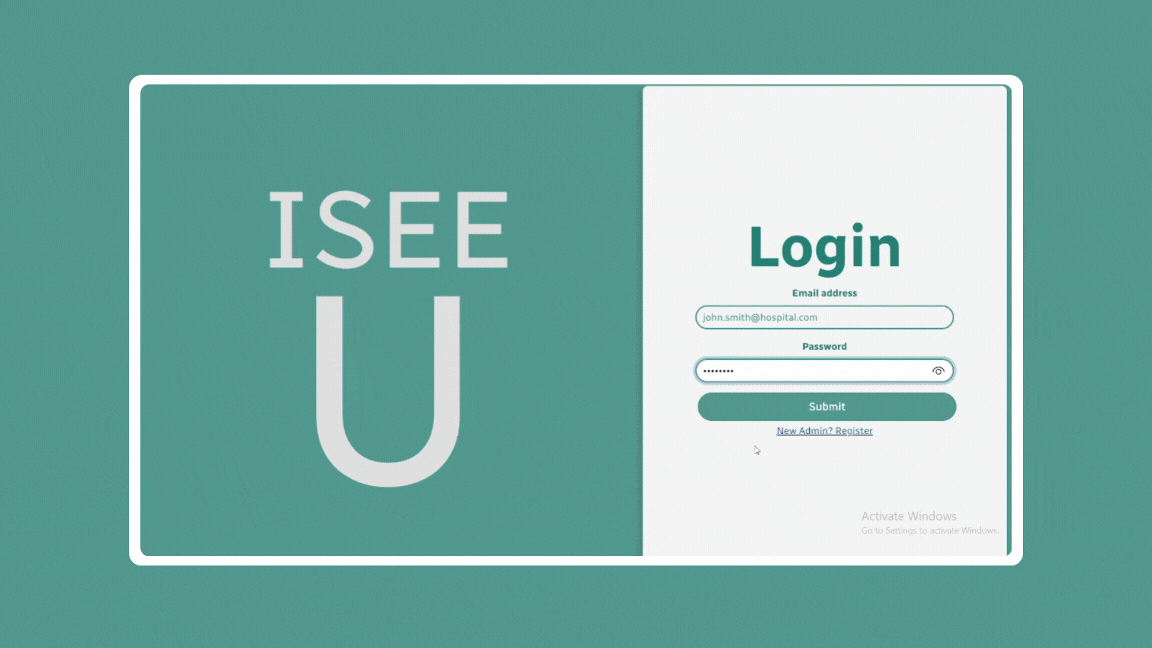 ISEE
U
Login
Email address
john.smith@hospital.com
Password
••••••••
Submit
New Admin? Register
Activate Windows
Go to Settings to activate Windows.